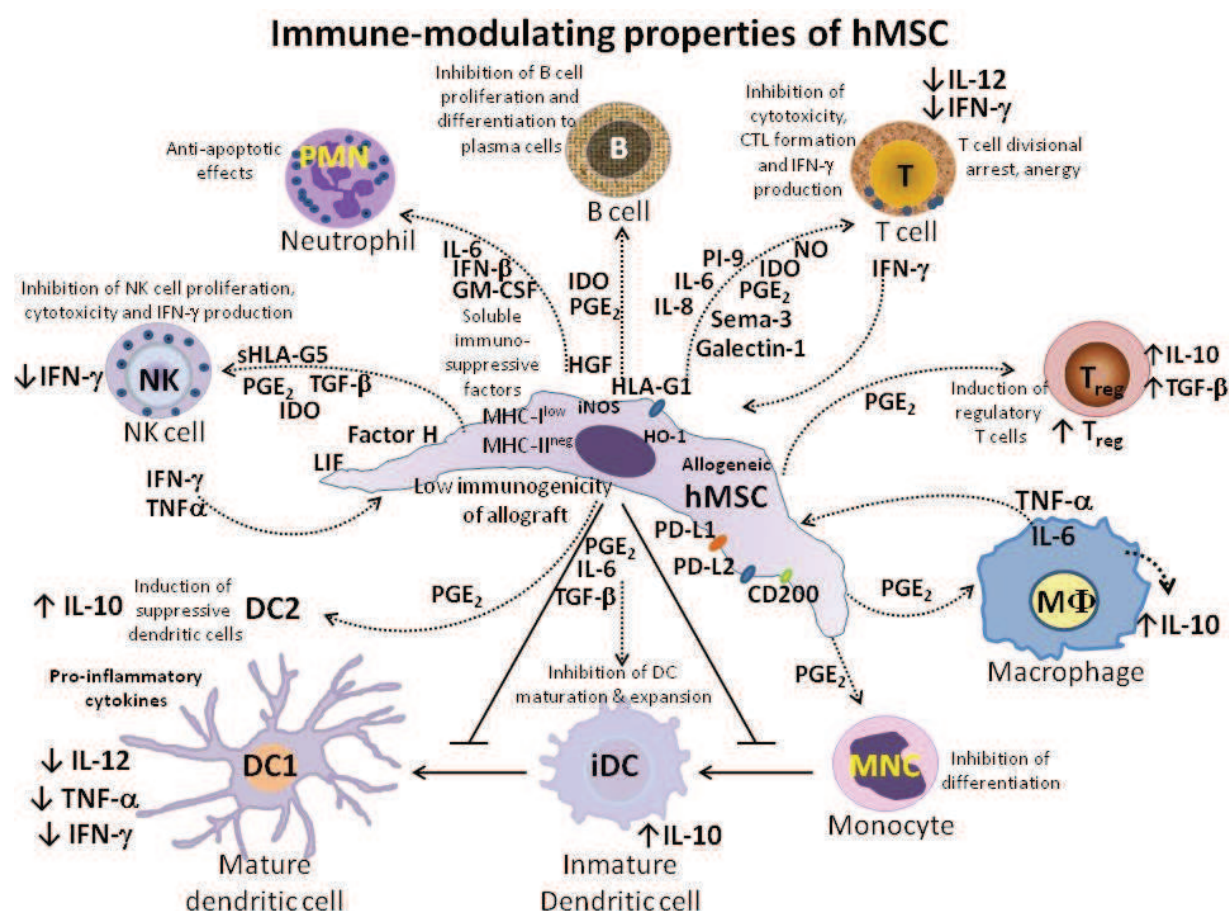 Immune-modulating properties of hMSC
Anti-apoptotic
effects
PMN
Neutrophil
Inhibition of B cell
proliferation and
differentiation to
plasma cells
B
B cell
Inhibition of
cytotoxicity,
CTL formation
and IFN-γ
production
↓ IL-12
↓ IFN-γ
T
T cell divisional
arrest, anergy
T cell
IFN-γ
IL-6
IFN-β
GM-CSF
Soluble
immuno-
suppressive
factors
HGF
IDO
PGE₂
PI-9
NO
IL-6
IDO
IL-8
PGE₂
Sema-3
Galectin-1
Inhibition of NK cell proliferation,
cytotoxicity and IFN-γ production
↓ IFN-γ
NK
NK cell
sHLA-G5
PGE₂
TGF-β
IDO
IFN-γ
TNFα
PGE₂
Induction of
regulatory
T cells
Treg
↑ IL-10
↑ TGF-β
↑ Treg
HLA-G1
iNOS
MHC-I^low
MHC-II^neg
HO-1
Factor H
LIF
Allogeneic
hMSC
Low immunogenicity
of allograft
PD-L1
PD-L2
CD200
TNF-α
IL-6
PGE₂
MΦ
↑ IL-10
Macrophage
PGE₂
IL-6
TGF-β
PGE₂
↑ IL-10
Induction of
suppressive
dendritic cells
DC2
Pro-inflammatory
cytokines
↓ IL-12
↓ TNF-α
↓ IFN-γ
DC1
Mature
dendritic cell
Inhibition of DC
maturation & expansion
iDC
↑ IL-10
Inmature
Dendritic cell
PGE₂
MNC
Inhibition of
differentiation
Monocyte